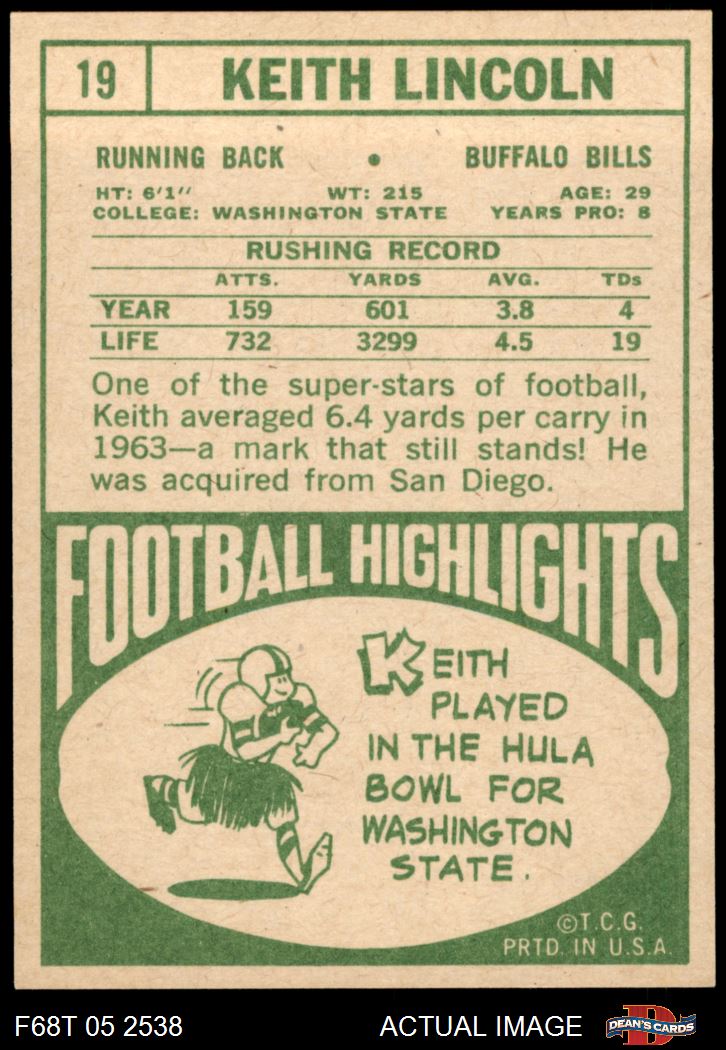 19 KEITH LINCOLN
RUNNING BACK • BUFFALO BILLS
HT: 6'1" WT: 215 AGE: 29
COLLEGE: WASHINGTON STATE YEARS PRO: 8
RUSHING RECORD
ATTS. YARDS AVG. TDs
YEAR 159 601 3.8 4
LIFE 732 3299 4.5 19
One of the super-stars of football,
Keith averaged 6.4 yards per carry in
1963—a mark that still stands! He
was acquired from San Diego.
FOOTBALL HIGHLIGHTS
KEITH
PLAYED
IN THE HULA
BOWL FOR
WASHINGTON
STATE.
©T.C.G.
PRTD. IN U.S.A.
F68T 05 2538 ACTUAL IMAGE D DEAN'S CARDS